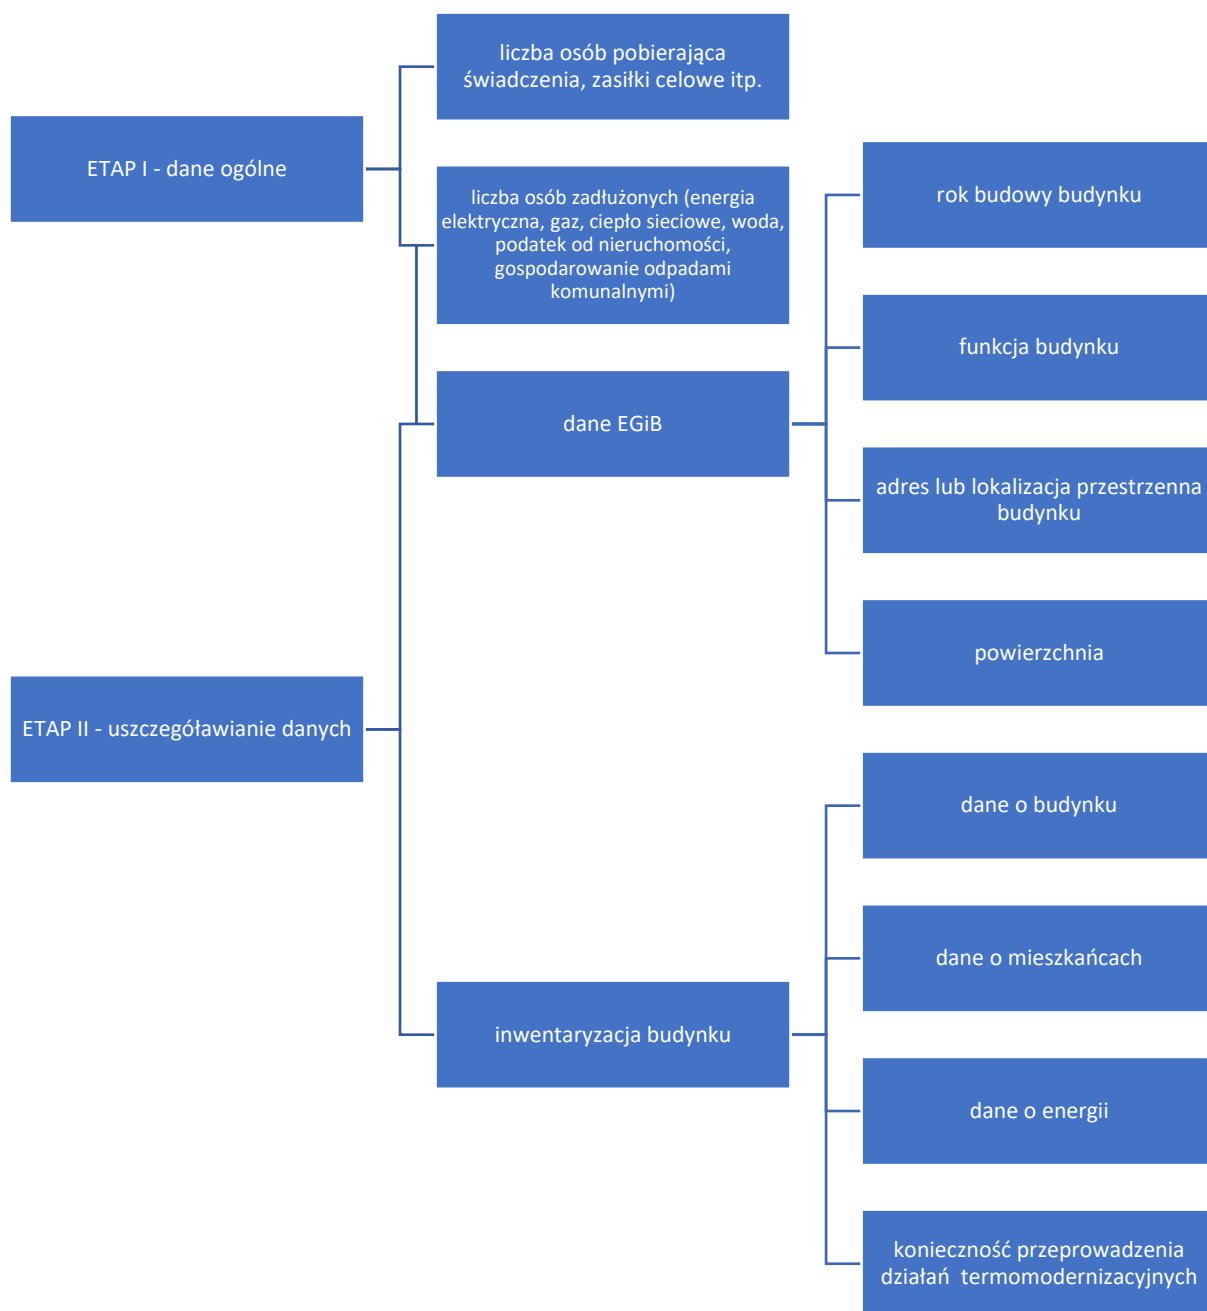 liczba osób pobierająca
świadczenia, zasiłki celowe itp.
ETAP I - dane ogólne
liczba osób zadłużonych (energia
elektryczna, gaz, ciepło sieciowe, woda,
podatek od nieruchomości,
gospodarowanie odpadami
komunalnymi)
rok budowy budynku
funkcja budynku
dane EGiB
adres lub lokalizacja przestrzenna
budynku
powierzchnia
ETAP II - uszczegóławianie danych
dane o budynku
dane o mieszkańcach
inwentaryzacja budynku
dane o energii
konieczność przeprowadzenia
działań  termomodernizacyjnych